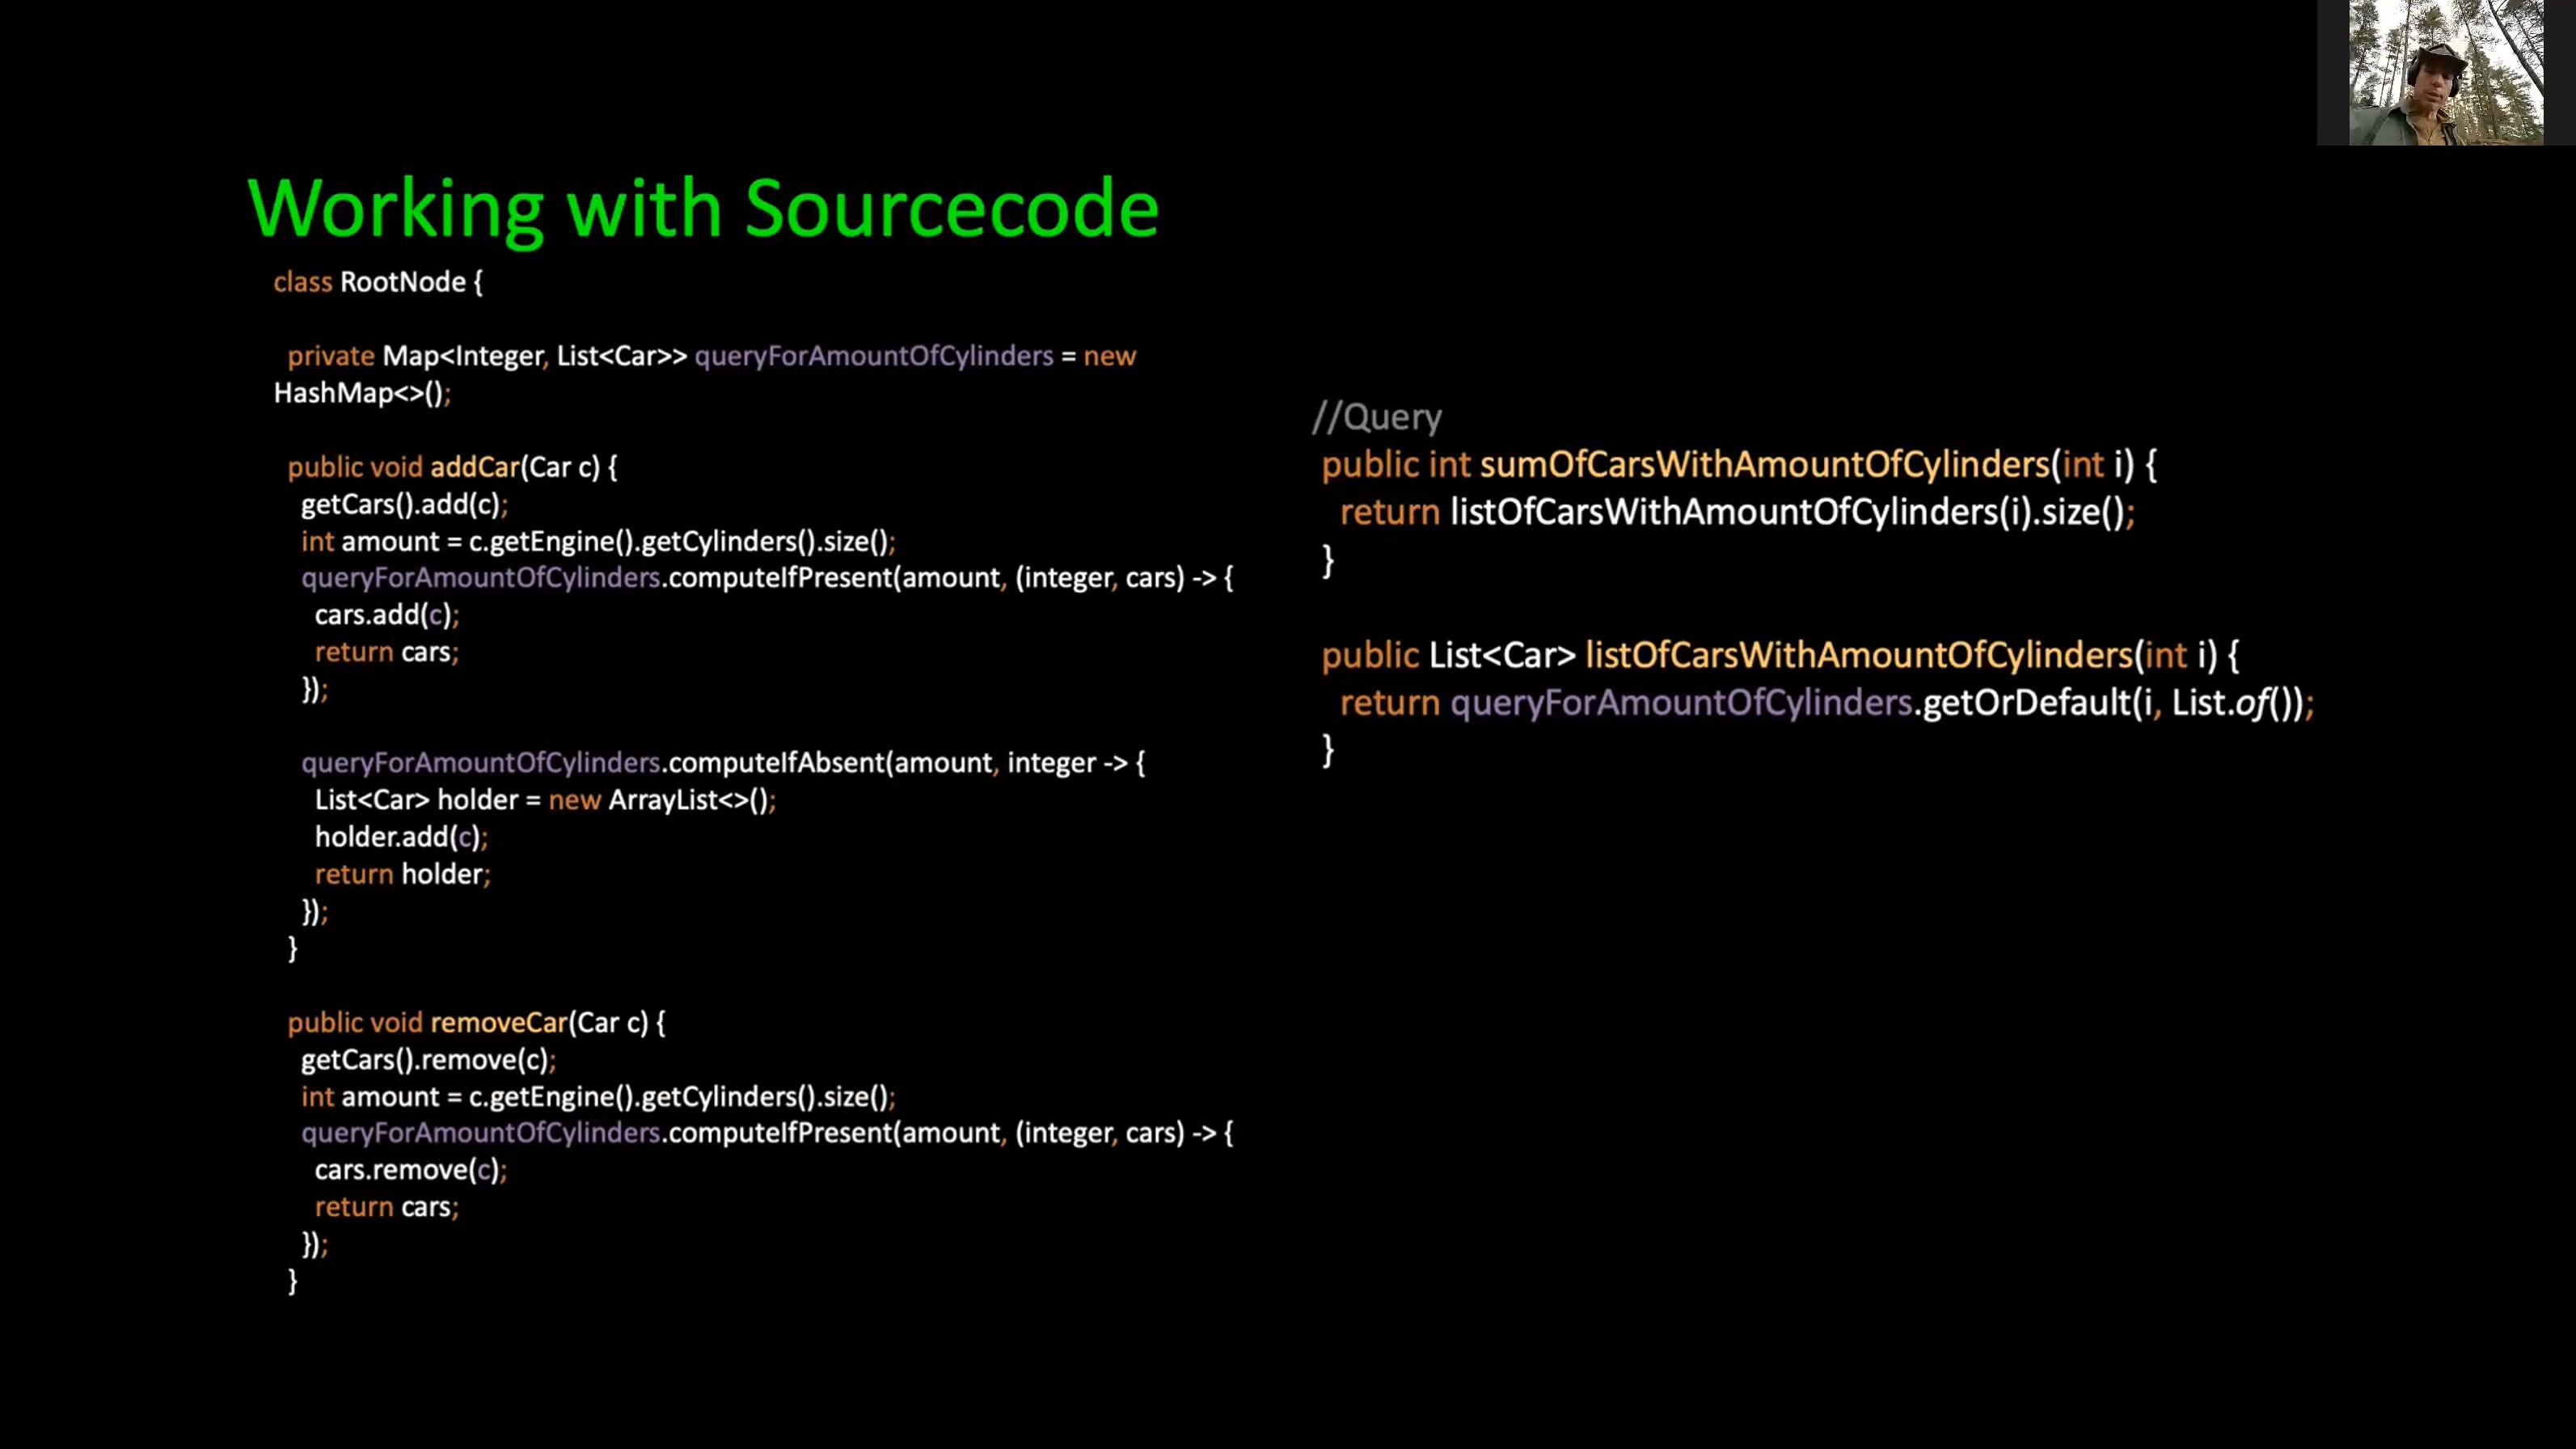 Working with Sourcecode
class RootNode {
private Map<Integer, List<Car>> queryForAmountOfCylinders = new
HashMap<>();
public void addCar(Car c) {
getCars().add(c);
int amount = c.getEngine().getCylinders().size();
queryForAmountOfCylinders.computeIfPresent(amount, (integer, cars) -> {
cars.add(c);
return cars;
});
queryForAmountOfCylinders.computeIfAbsent(amount, integer -> {
List<Car> holder = new ArrayList<>();
holder.add(c);
return holder;
});
}
public void removeCar(Car c) {
getCars().remove(c);
int amount = c.getEngine().getCylinders().size();
queryForAmountOfCylinders.computeIfPresent(amount, (integer, cars) -> {
cars.remove(c);
return cars;
});
}
//Query
public int sumOfCarsWithAmountOfCylinders(int i) {
return listOfCarsWithAmountOfCylinders(i).size();
}
public List<Car> listOfCarsWithAmountOfCylinders(int i) {
return queryForAmountOfCylinders.getOrDefault(i, List.of());
}